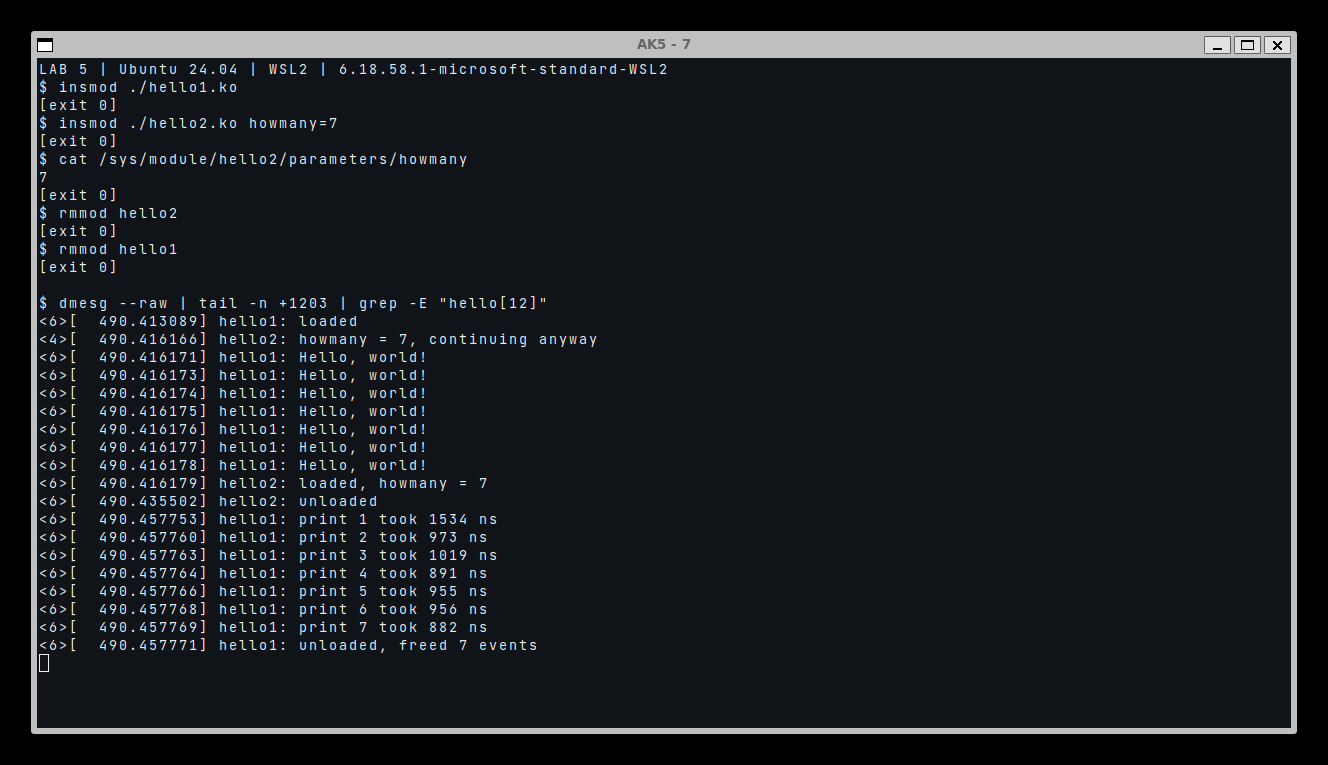 AK5 - 7
LAB 5 | Ubuntu 24.04 | WSL2 | 6.18.58.1-microsoft-standard-WSL2
$ insmod ./hello1.ko
[exit 0]
$ insmod ./hello2.ko howmany=7
[exit 0]
$ cat /sys/module/hello2/parameters/howmany
7
[exit 0]
$ rmmod hello2
[exit 0]
$ rmmod hello1
[exit 0]
$ dmesg --raw | tail -n +1203 | grep -E "hello[12]"
<6>[  490.413089] hello1: loaded
<4>[  490.416166] hello2: howmany = 7, continuing anyway
<6>[  490.416171] hello1: Hello, world!
<6>[  490.416173] hello1: Hello, world!
<6>[  490.416174] hello1: Hello, world!
<6>[  490.416175] hello1: Hello, world!
<6>[  490.416176] hello1: Hello, world!
<6>[  490.416177] hello1: Hello, world!
<6>[  490.416178] hello1: Hello, world!
<6>[  490.416179] hello2: loaded, howmany = 7
<6>[  490.435502] hello2: unloaded
<6>[  490.457753] hello1: print 1 took 1534 ns
<6>[  490.457760] hello1: print 2 took 973 ns
<6>[  490.457763] hello1: print 3 took 1019 ns
<6>[  490.457764] hello1: print 4 took 891 ns
<6>[  490.457766] hello1: print 5 took 955 ns
<6>[  490.457768] hello1: print 6 took 956 ns
<6>[  490.457769] hello1: print 7 took 882 ns
<6>[  490.457771] hello1: unloaded, freed 7 events